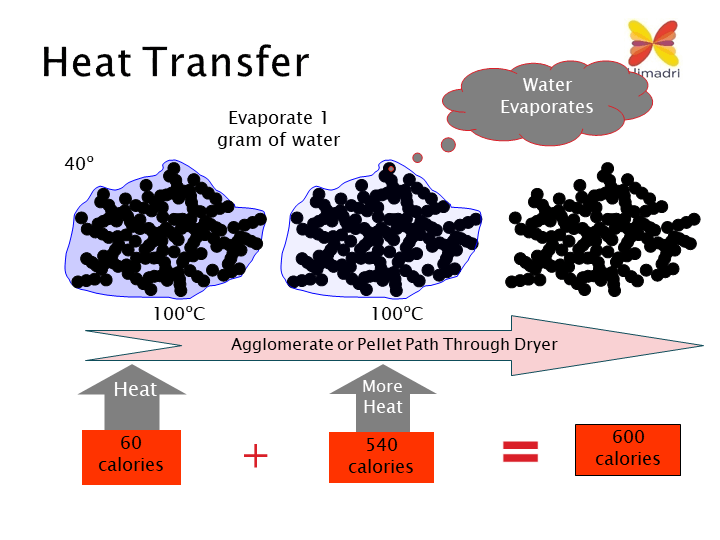 Heat Transfer
Himadri
Water
Evaporates
Evaporate 1
gram of water
40°
100°C
100°C
Agglomerate or Pellet Path Through Dryer
Heat
More
Heat
60
calories
+
540
calories
=
600
calories